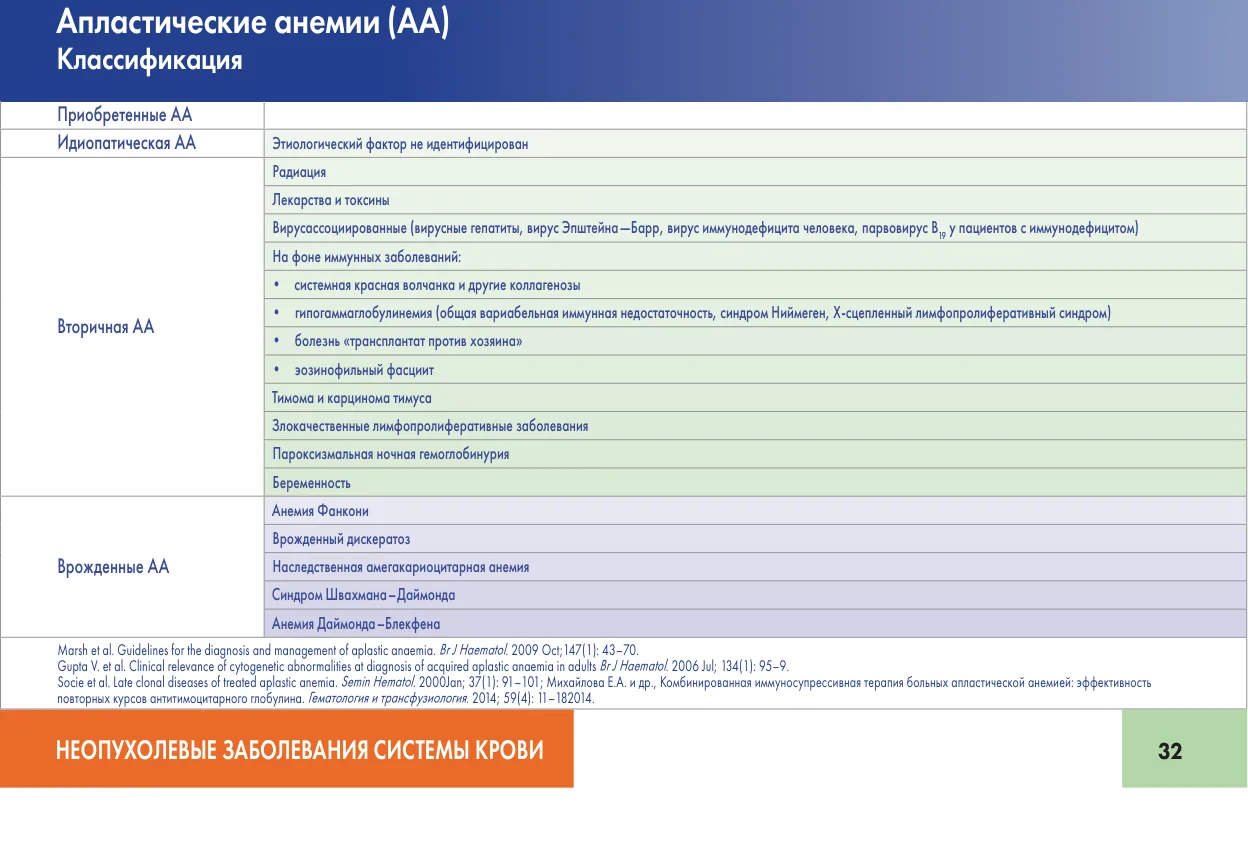 Апластические анемии (АА)
Классификация
Приобретенные АА
Идиопатическая АА
Этиологический фактор не идентифицирован
Вторичная АА
Радиация
Лекарства и токсины
Вирусассоциированные (вирусные гепатиты, вирус Эпштейна—Барр, вирус иммунодефицита человека, парвовирус B19 у пациентов с иммунодефицитом)
На фоне иммунных заболеваний:
• системная красная волчанка и другие коллагенозы
• гипогаммаглобулинемия (общая вариабельная иммунная недостаточность, синдром Ниймеген, Х-сцепленный лимфопролиферативный синдром)
• болезнь «трансплантат против хозяина»
• эозинофильный фасциит
Тимома и карцинома тимуса
Злокачественные лимфопролиферативные заболевания
Пароксизмальная ночная гемоглобинурия
Беременность
Врожденные АА
Анемия Фанкони
Врожденный дискератоз
Наследственная амегакариоцитарная анемия
Синдром Швахмана–Даймонда
Анемия Даймонда–Блекфена
Marsh et al. Guidelines for the diagnosis and management of aplastic anaemia. Br J Haematol. 2009 Oct;147(1): 43–70.
Gupta V. et al. Clinical relevance of cytogenetic abnormalities at diagnosis of acquired aplastic anaemia in adults Br J Haematol. 2006 Jul; 134(1): 95–9.
Socie et al. Late clonal diseases of treated aplastic anemia. Semin Hematol. 2000Jan; 37(1): 91–101; Михайлова Е.А. и др., Комбинированная иммуносупрессивная терапия больных апластической анемией: эффективность
повторных курсов антитимоцитарного глобулина. Гематология и трансфузиология. 2014; 59(4): 11–182014.
НЕОПУХОЛЕВЫЕ ЗАБОЛЕВАНИЯ СИСТЕМЫ КРОВИ
32